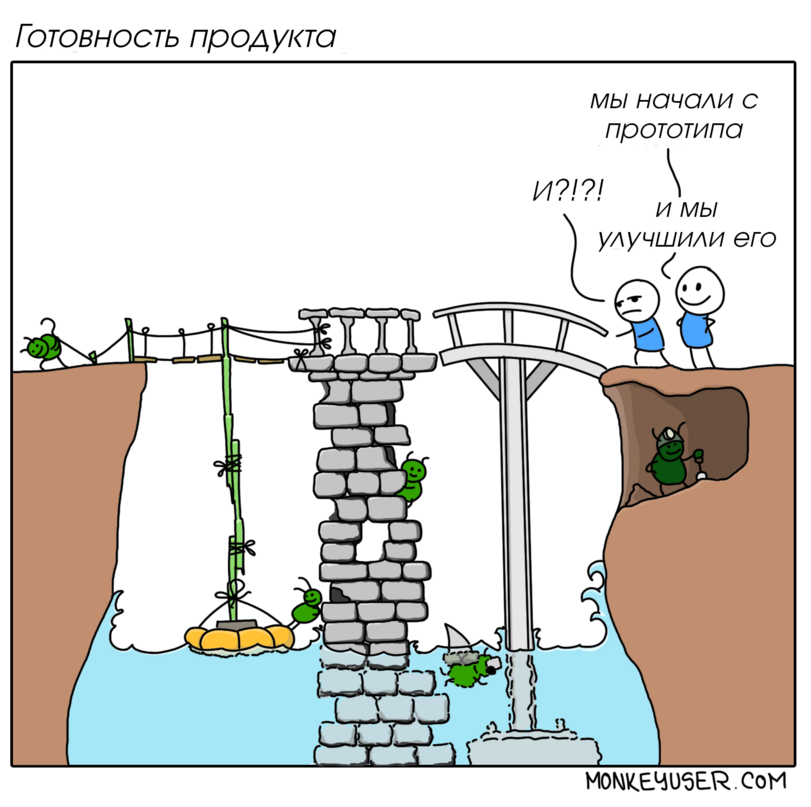 Готовность продукта
мы начали с
прототипа
И?!?!
и мы
улучшили его
MONKEYUSER.COM